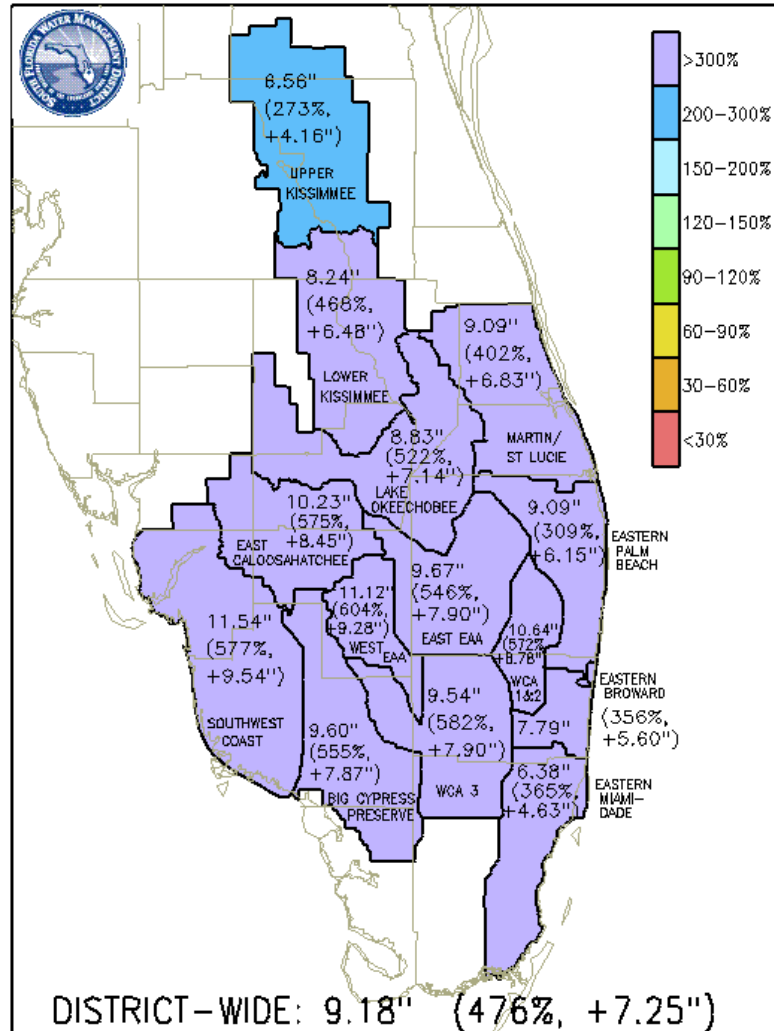 SOUTH FLORIDA WATER MANAGEMENT DISTRICT
6.56"
(273%,
+4.16")
UPPER
KISSIMMEE
>300%
200-300%
150-200%
120-150%
90-120%
60-90%
30-60%
<30%
8.24"
(468%,
+6.48")
LOWER
KISSIMMEE
9.09"
(402%,
+6.83")
MARTIN/
ST LUCIE
8.83"
(522%,
+7.14")
LAKE
OKEECHOBEE
10.23"
(575%,
+8.45")
EAST
CALOOSAHATCHEE
9.09"
(309%,
+6.15")
EASTERN
PALM
BEACH
9.67"
(546%,
+7.90")
EAST EAA
11.12"
(604%,
+9.28")
WEST EAA
10.64"
(572%,
+8.78")
WCA
1&2
11.54"
(577%,
+9.54")
SOUTHWEST
COAST
9.60"
(555%,
+7.87")
BIG CYPRESS
PRESERVE
9.54"
(582%,
+7.90")
WCA 3
7.79"
EASTERN
BROWARD
(356%,
+5.60")
6.38"
(365%,
+4.63")
EASTERN
MIAMI-
DADE
DISTRICT-WIDE: 9.18" (476%, +7.25")